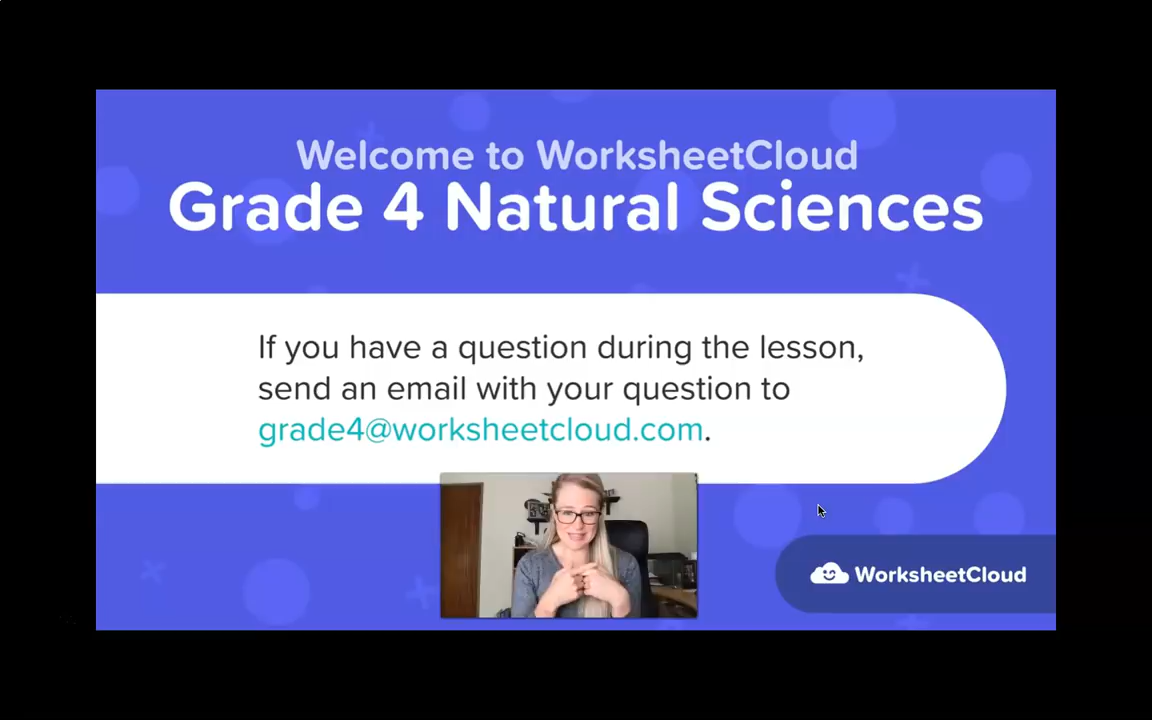 Welcome to WorksheetCloud
Grade 4 Natural Sciences
If you have a question during the lesson,
send an email with your question to
grade4@worksheetcloud.com.
WorksheetCloud